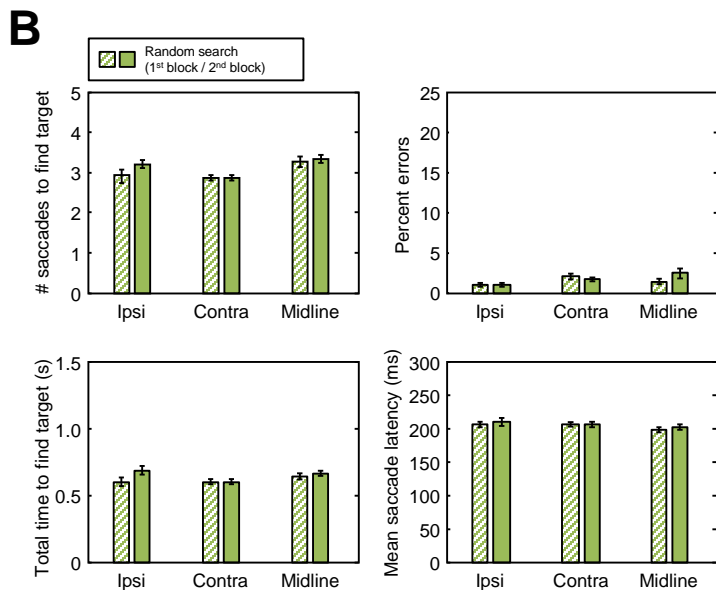 B
Random search
(1st block / 2nd block)
# saccades to find target
5
4
3
2
1
0
Ipsi Contra Midline
Percent errors
25
20
15
10
5
0
Ipsi Contra Midline
Total time to find target (s)
1.5
1.0
0.5
0
Ipsi Contra Midline
Mean saccade latency (ms)
300
250
200
150
100
50
0
Ipsi Contra Midline